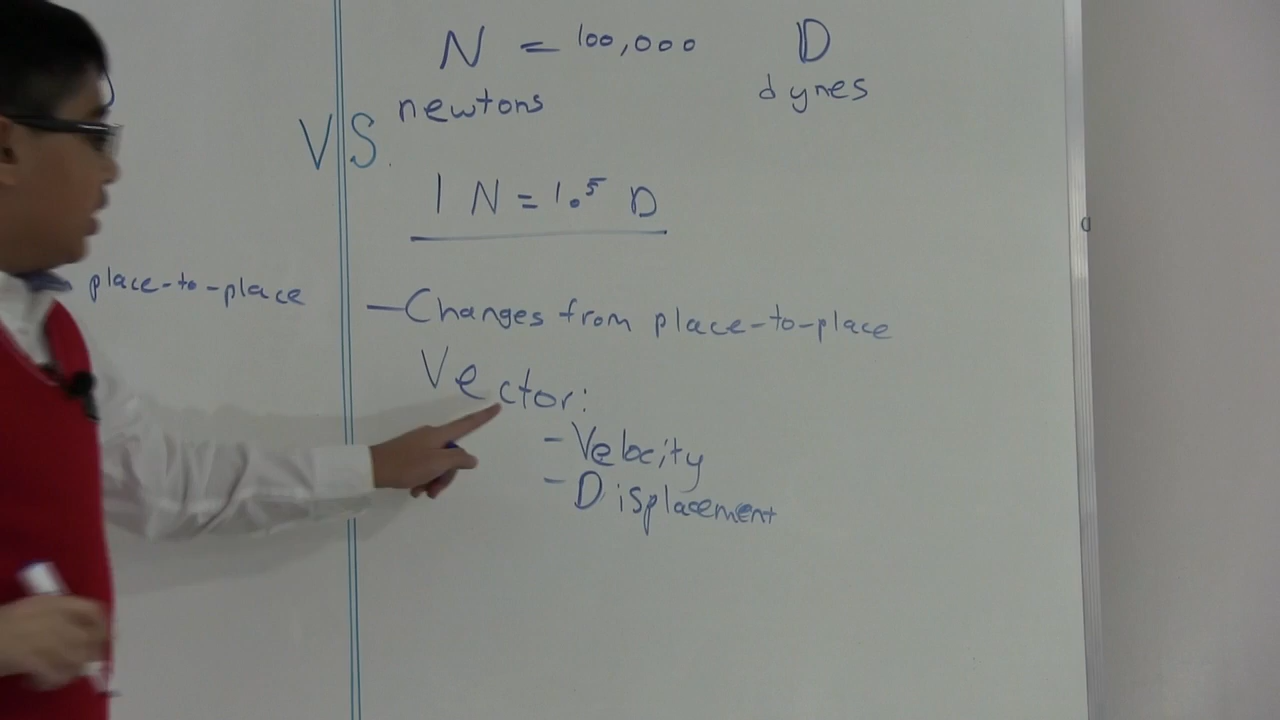 N = 100,000 D
newtons dynes
VS.
1 N = 1.⁵ D
place-to-place
- Changes from place-to-place
Vector:
- Velocity
- Displacement